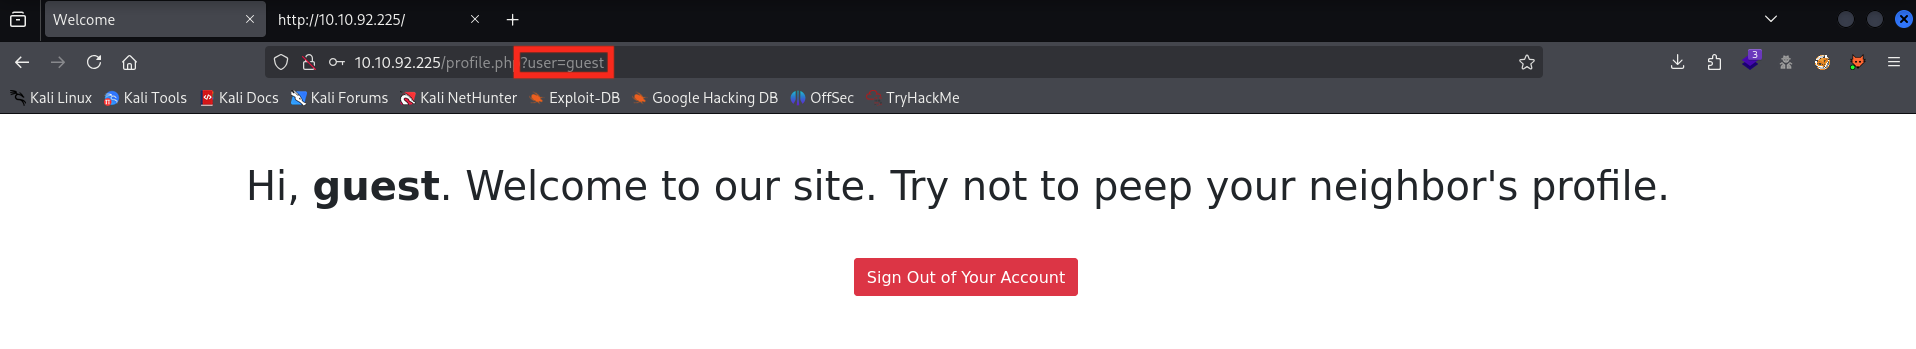 Welcome
http://10.10.92.225/
10.10.92.225/profile.php?user=guest
3
Kali Linux Kali Tools Kali Docs Kali Forums Kali NetHunter Exploit-DB Google Hacking DB OffSec TryHackMe
Hi, guest. Welcome to our site. Try not to peep your neighbor's profile.
Sign Out of Your Account